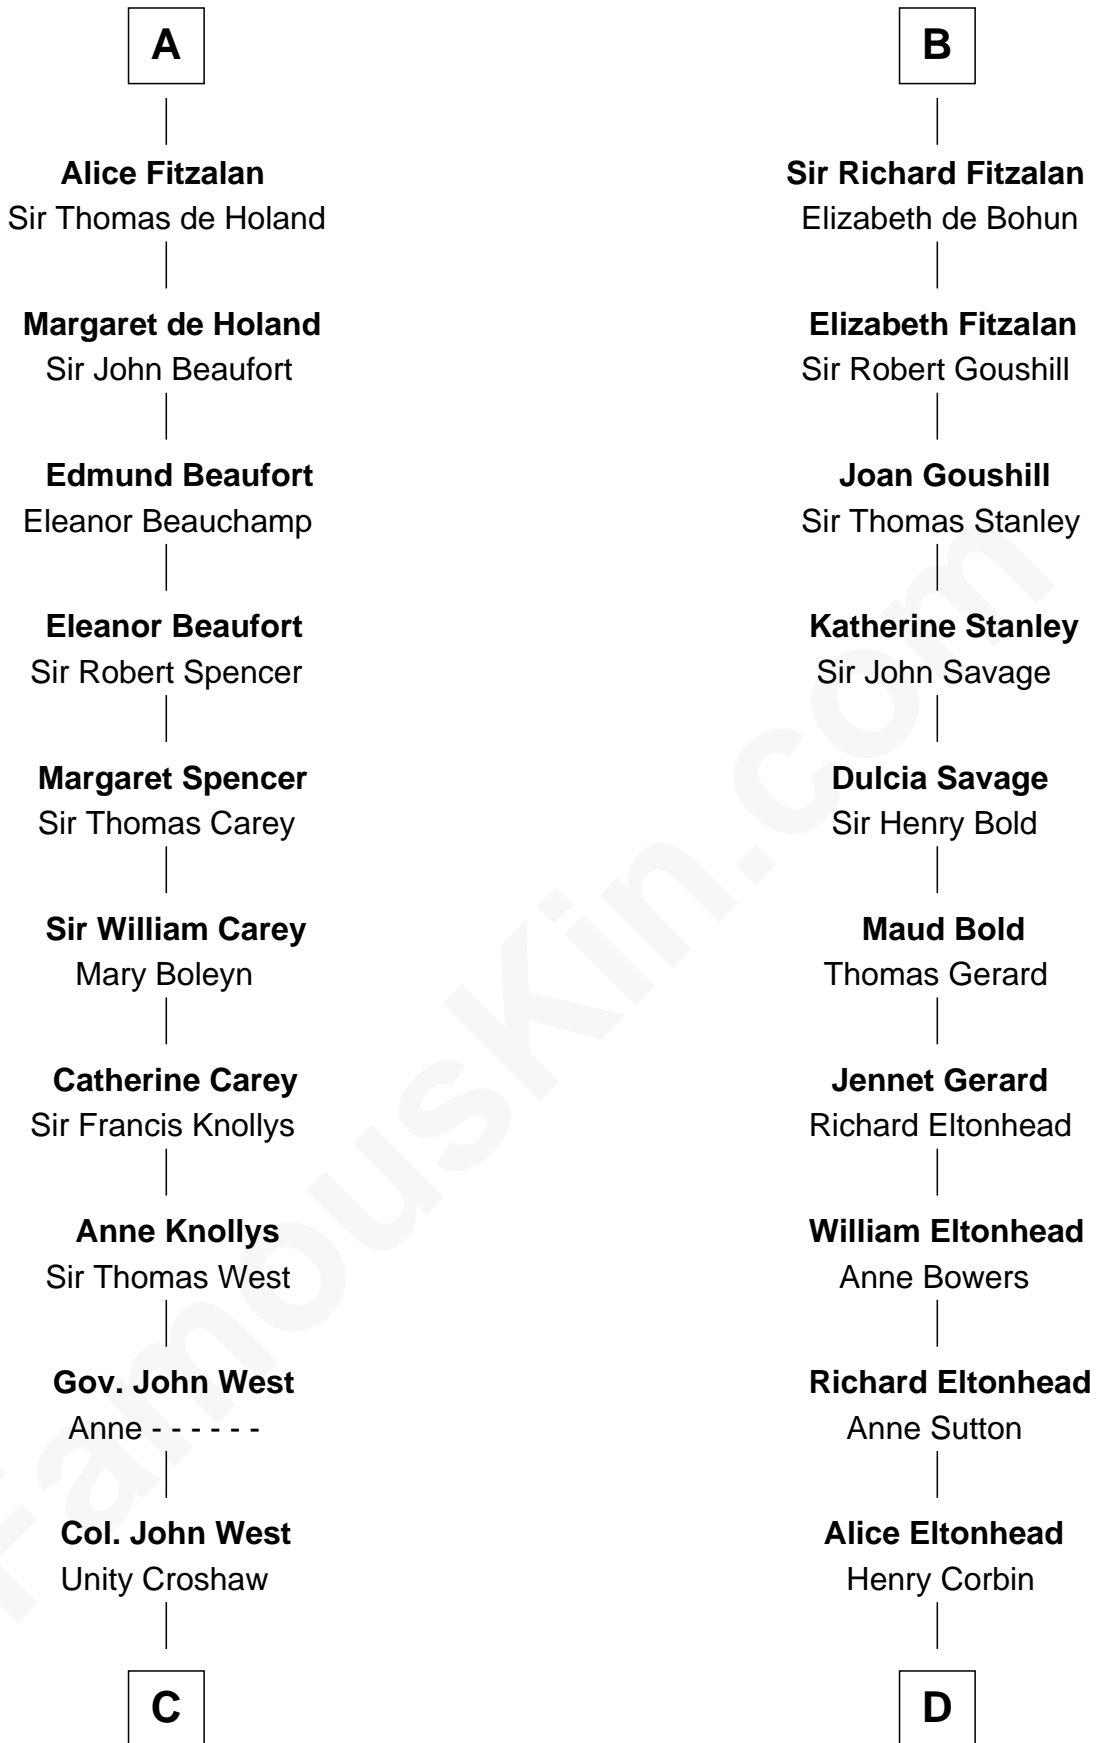 A
Alice Fitzalan
Sir Thomas de Holand
Margaret de Holand
Sir John Beaufort
Edmund Beaufort
Eleanor Beauchamp
Eleanor Beaufort
Sir Robert Spencer
Margaret Spencer
Sir Thomas Carey
Sir William Carey
Mary Boleyn
Catherine Carey
Sir Francis Knollys
Anne Knollys
Sir Thomas West
Gov. John West
Anne - - - - - -
Col. John West
Unity Croshaw
C
B
Sir Richard Fitzalan
Elizabeth de Bohun
Elizabeth Fitzalan
Sir Robert Goushill
Joan Goushill
Sir Thomas Stanley
Katherine Stanley
Sir John Savage
Dulcia Savage
Sir Henry Bold
Maud Bold
Thomas Gerard
Jennet Gerard
Richard Eltonhead
William Eltonhead
Anne Bowers
Richard Eltonhead
Anne Sutton
Alice Eltonhead
Henry Corbin
D
FamousKin.com